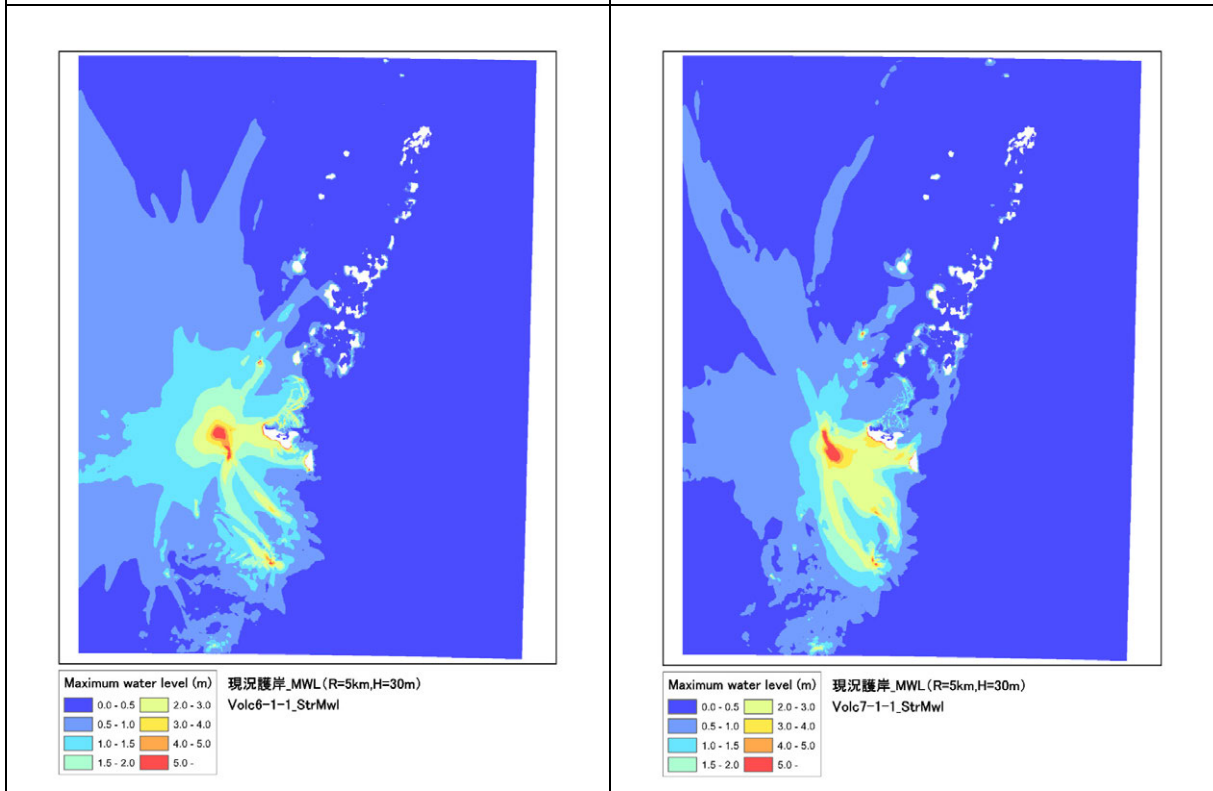 Maximum water level (m)
0.0 - 0.5
2.0 - 3.0
0.5 - 1.0
3.0 - 4.0
1.0 - 1.5
4.0 - 5.0
1.5 - 2.0
5.0 -
現況護岸_MWL(R=5km,H=30m)
Volc6-1-1_StrMwl
Maximum water level (m)
0.0 - 0.5
2.0 - 3.0
0.5 - 1.0
3.0 - 4.0
1.0 - 1.5
4.0 - 5.0
1.5 - 2.0
5.0 -
現況護岸_MWL(R=5km,H=30m)
Volc7-1-1_StrMwl